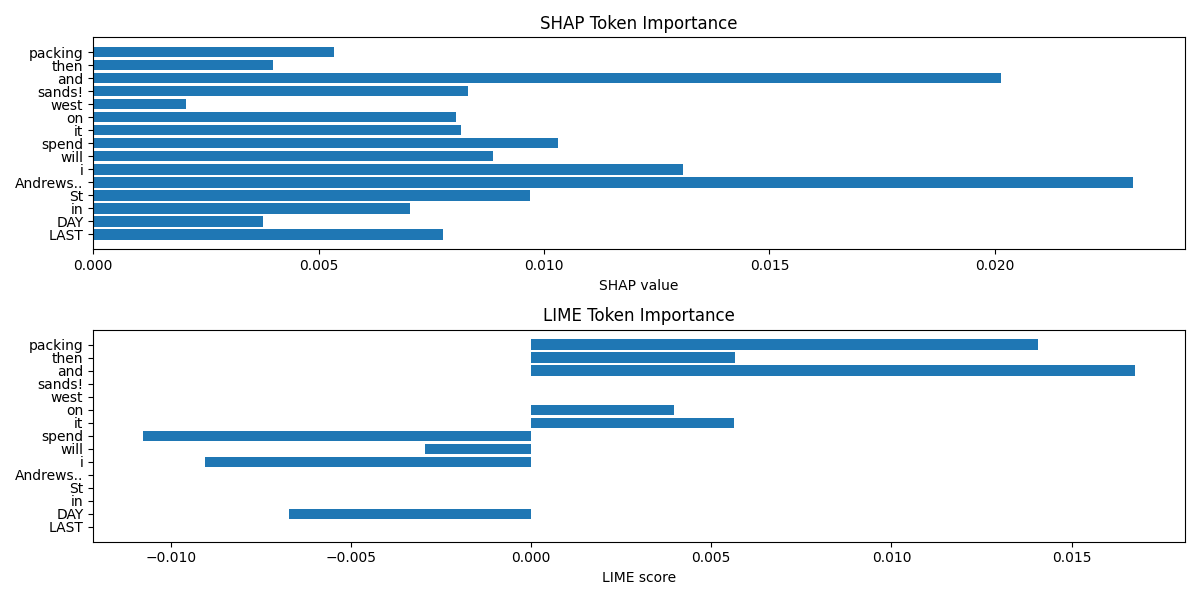 SHAP Token Importance
packing
then
and
sands!
west
on
it
spend
will
i
Andrews..
St
in
DAY
LAST
0.000 0.005 0.010 0.015 0.020
SHAP value
LIME Token Importance
packing
then
and
sands!
west
on
it
spend
will
i
Andrews..
St
in
DAY
LAST
−0.010 −0.005 0.000 0.005 0.010 0.015
LIME score